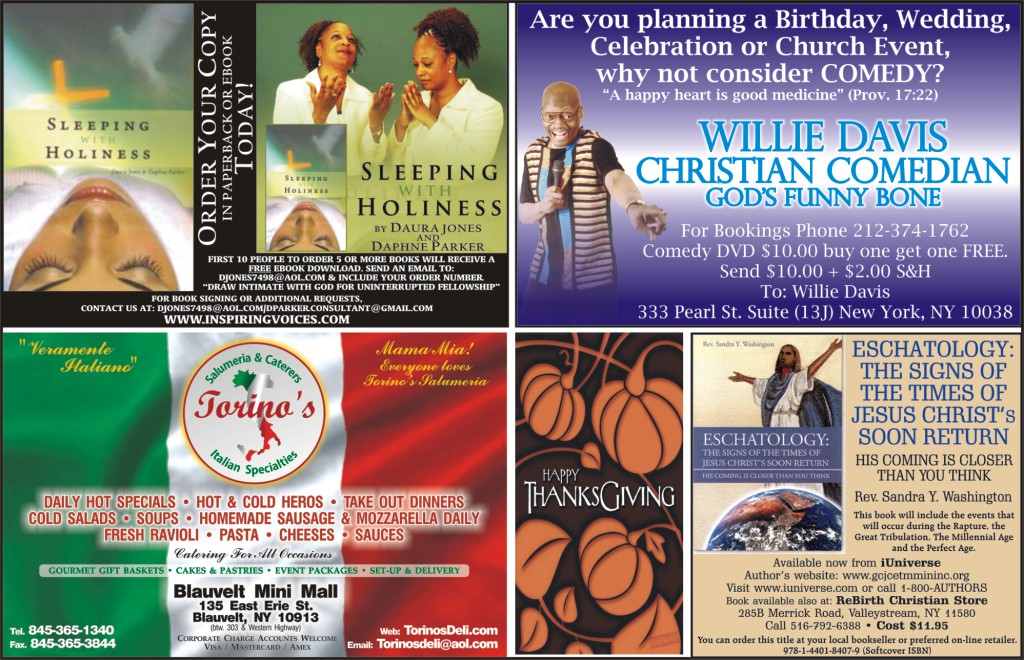 SLEEPING
WITH
HOLINESS
Daura Jones & Daphne Parker
ORDER YOUR COPY
IN PAPERBACK OR EBOOK
TODAY!
SLEEPING
WITH
HOLINESS
SLEEPING
WITH
HOLINESS
BY DAURA JONES
AND
DAPHNE PARKER
FIRST 10 PEOPLE TO ORDER 5 OR MORE BOOKS WILL RECEIVE A
FREE EBOOK DOWNLOAD. SEND AN EMAIL TO:
DJONES7498@AOL.COM & INCLUDE YOUR ORDER NUMBER.
"DRAW INTIMATE WITH GOD FOR UNINTERRUPTED FELLOWSHIP"
FOR BOOK SIGNING OR ADDITIONAL REQUESTS,
CONTACT US AT: DJONES7498@AOL.COM/DPARKER.CONSULTANT@GMAIL.COM
WWW.INSPIRINGVOICES.COM
Are you planning a Birthday, Wedding,
Celebration or Church Event,
why not consider COMEDY?
"A happy heart is good medicine" (Prov. 17:22)
WILLIE DAVIS
CHRISTIAN COMEDIAN
GOD'S FUNNY BONE
For Bookings Phone 212-374-1762
Comedy DVD $10.00 buy one get one FREE.
Send $10.00 + $2.00 S&H
To: Willie Davis
333 Pearl St. Suite (13J) New York, NY 10038
"Veramente
Italiano"
Salumeria & Caterers
Torino's
Italian Specialties
Mama Mia!
Everyone loves
Torino's Salumeria
DAILY HOT SPECIALS • HOT & COLD HEROS • TAKE OUT DINNERS
COLD SALADS • SOUPS • HOMEMADE SAUSAGE & MOZZARELLA DAILY
FRESH RAVIOLI • PASTA • CHEESES • SAUCES
Catering For All Occasions
GOURMET GIFT BASKETS • CAKES & PASTRIES • EVENT PACKAGES • SET-UP & DELIVERY
Blauvelt Mini Mall
135 East Erie St.
Blauvelt, NY 10913
(btw. 303 & Western Highway)
CORPORATE CHARGE ACCOUNTS WELCOME
VISA / MASTERCARD / AMEX
Tel. 845-365-1340
Fax. 845-365-3844
Web: TorinosDeli.com
Email: Torinosdeli@aol.com
HAPPY
THANKSGIVING
Rev. Sandra Y. Washington
ESCHATOLOGY:
THE SIGNS OF THE TIMES OF
JESUS CHRIST'S SOON RETURN
HIS COMING IS CLOSER THAN YOU THINK
ESCHATOLOGY:
THE SIGNS OF
THE TIMES OF
JESUS CHRIST's
SOON RETURN
HIS COMING IS CLOSER
THAN YOU THINK
Rev. Sandra Y. Washington
This book will include the events that
will occur during the Rapture, the
Great Tribulation, The Millennial Age
and the Perfect Age.
Available now from iUniverse
Author's website: www.gcjcetmmininc.org
Visit www.iuniverse.com or call 1-800-AUTHORS
Book available also at: ReBirth Christian Store
285B Merrick Road, Valleystream, NY 11580
Call 516-792-6388 • Cost $11.95
You can order this title at your local bookseller or preferred on-line retailer.
978-1-4401-8407-9 (Softcover ISBN)